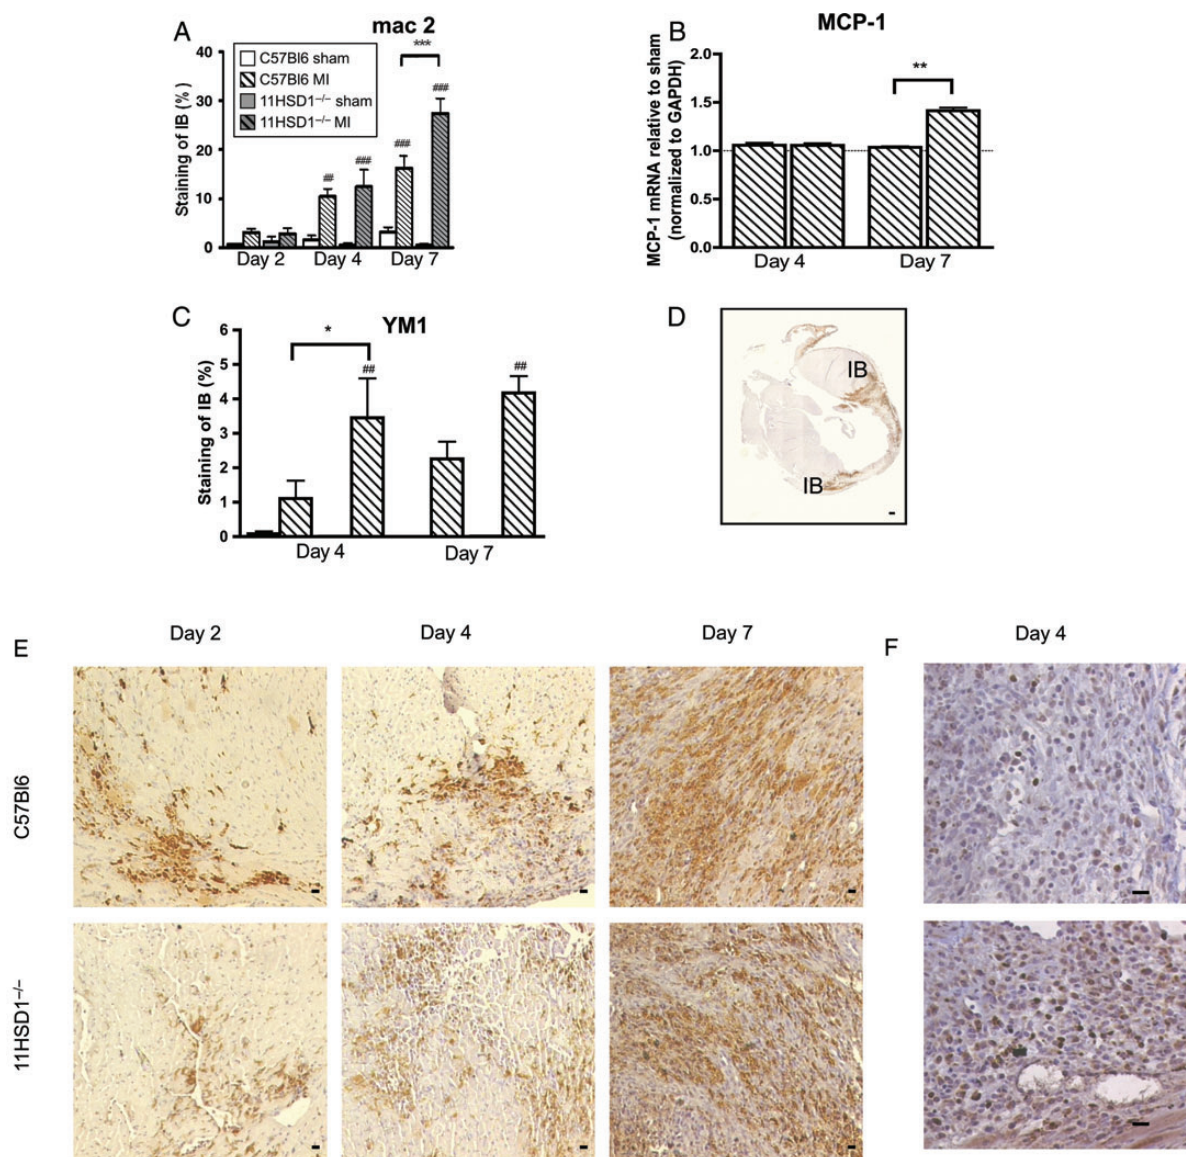 A
mac 2
Staining of IB (%)
40
30
20
10
0
C57Bl6 sham
C57Bl6 MI
11HSD1–/– sham
11HSD1–/– MI
***
##
###
###
###
Day 2
Day 4
Day 7
B
MCP-1
MCP-1 mRNA relative to sham
(normalized to GAPDH)
2.0
1.5
1.0
0.5
0.0
**
Day 4
Day 7
C
YM1
Staining of IB (%)
6
5
4
3
2
1
0
*
##
##
Day 4
Day 7
D
IB
IB
E
Day 2
Day 4
Day 7
C57Bl6
11HSD1–/–
F
Day 4